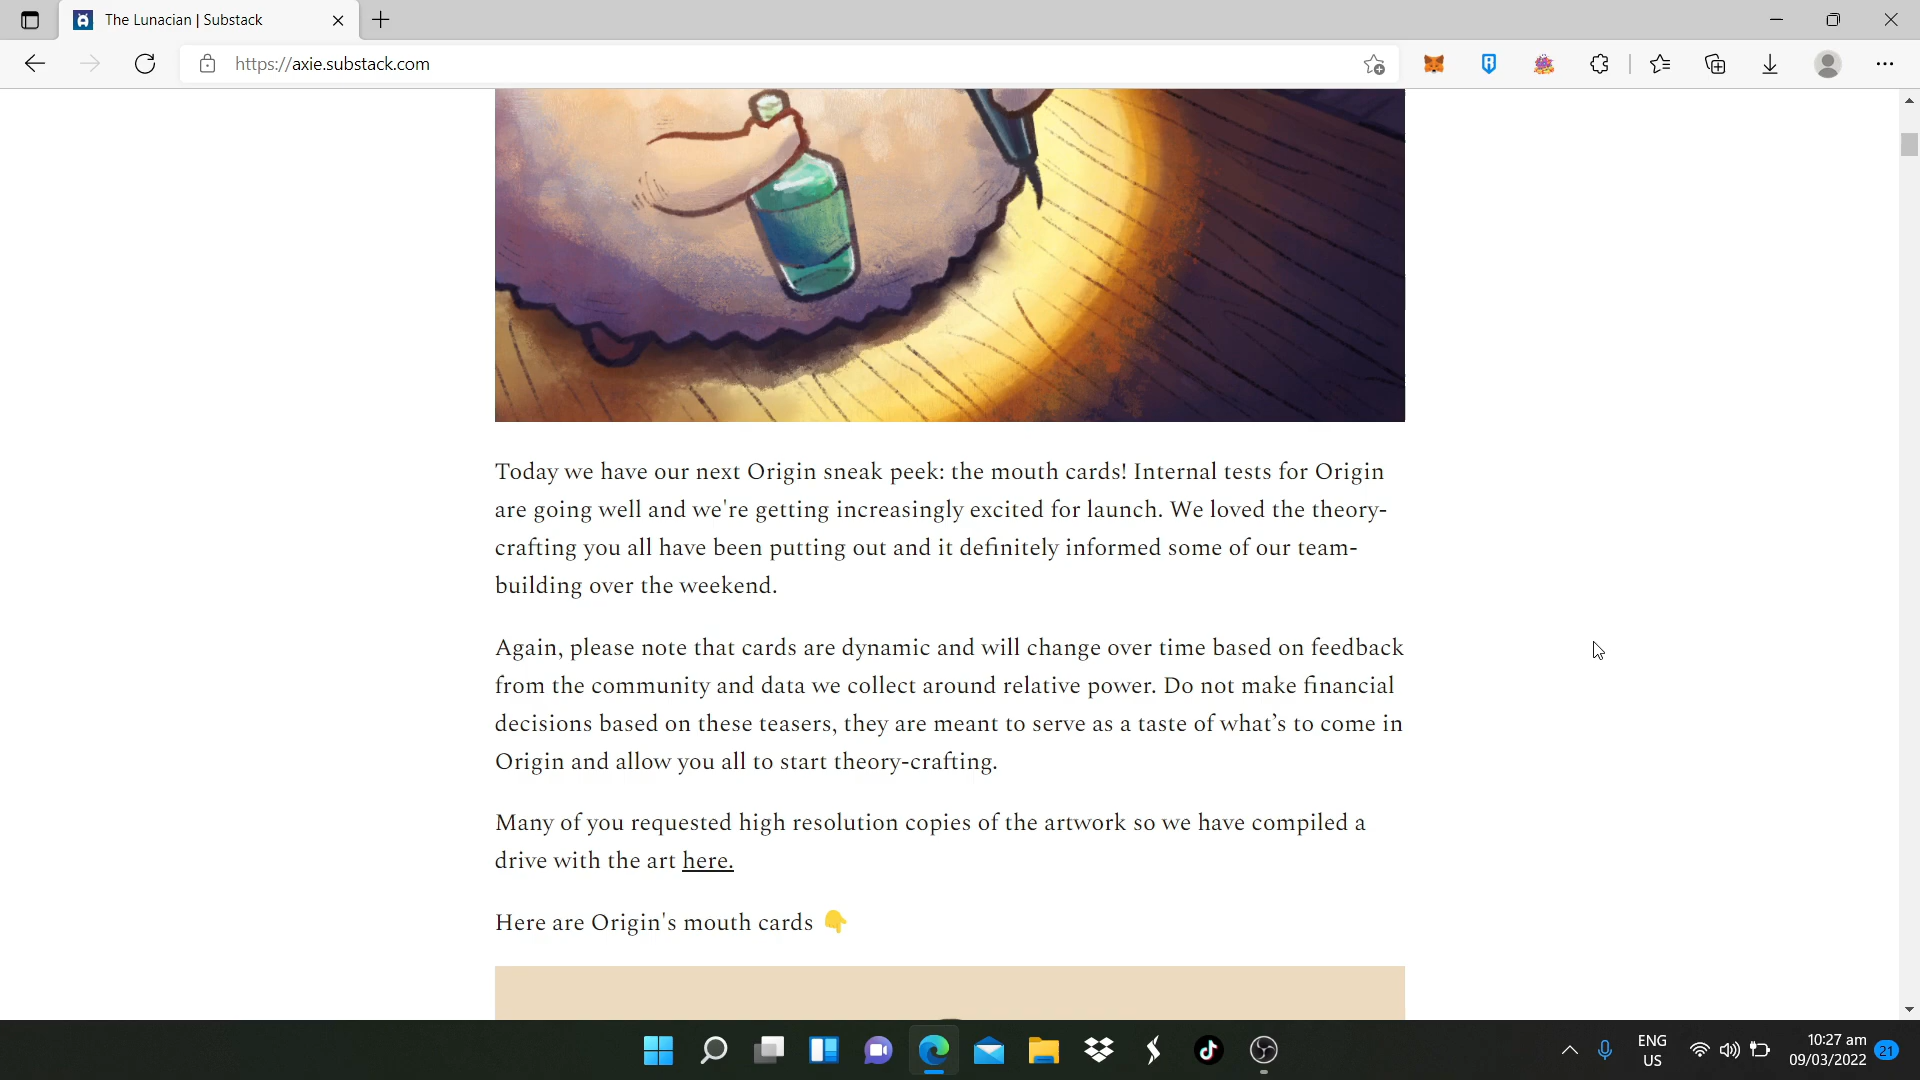 The Lunacian | Substack
https://axie.substack.com
Today we have our next Origin sneak peek: the mouth cards! Internal tests for Origin
are going well and we're getting increasingly excited for launch. We loved the theory-
crafting you all have been putting out and it definitely informed some of our team-
building over the weekend.
Again, please note that cards are dynamic and will change over time based on feedback
from the community and data we collect around relative power. Do not make financial
decisions based on these teasers, they are meant to serve as a taste of what’s to come in
Origin and allow you all to start theory-crafting.
Many of you requested high resolution copies of the artwork so we have compiled a
drive with the art here.
Here are Origin's mouth cards 👇
ENG
US
10:27 am
09/03/2022
21